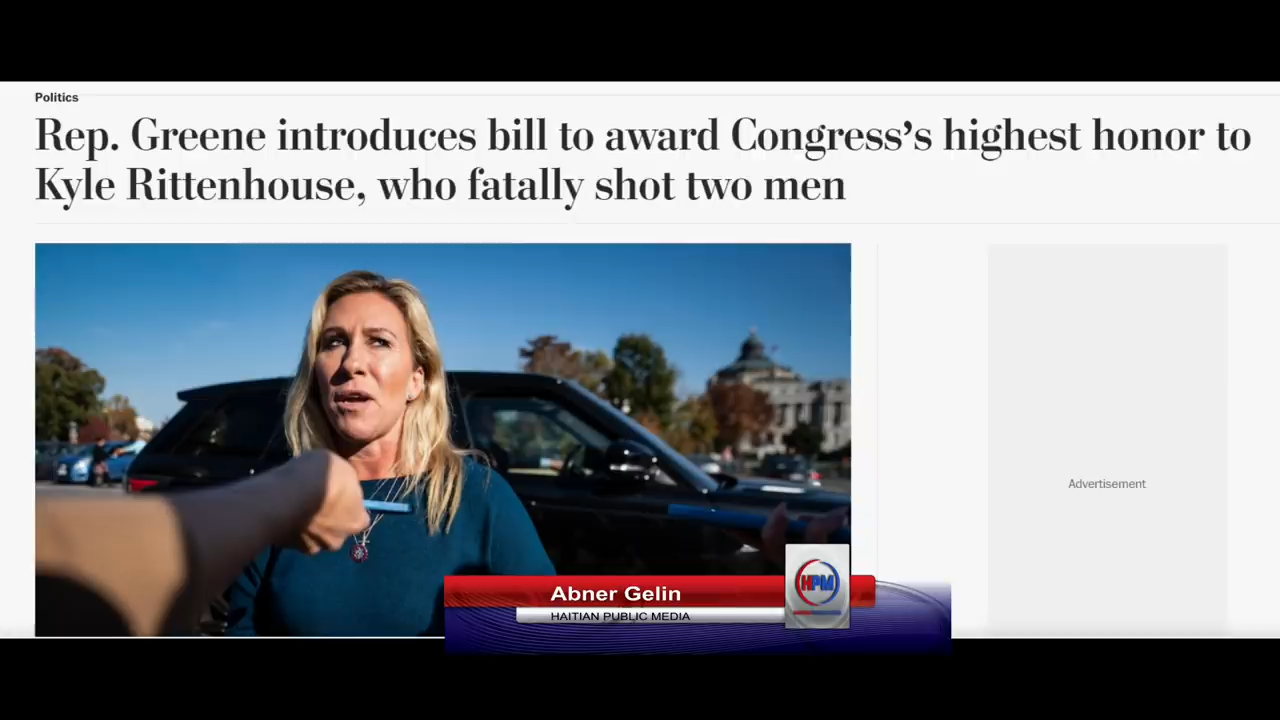 Politics
Rep. Greene introduces bill to award Congress’s highest honor to
Kyle Rittenhouse, who fatally shot two men
Advertisement
Abner Gelin
HAITIAN PUBLIC MEDIA
HPM